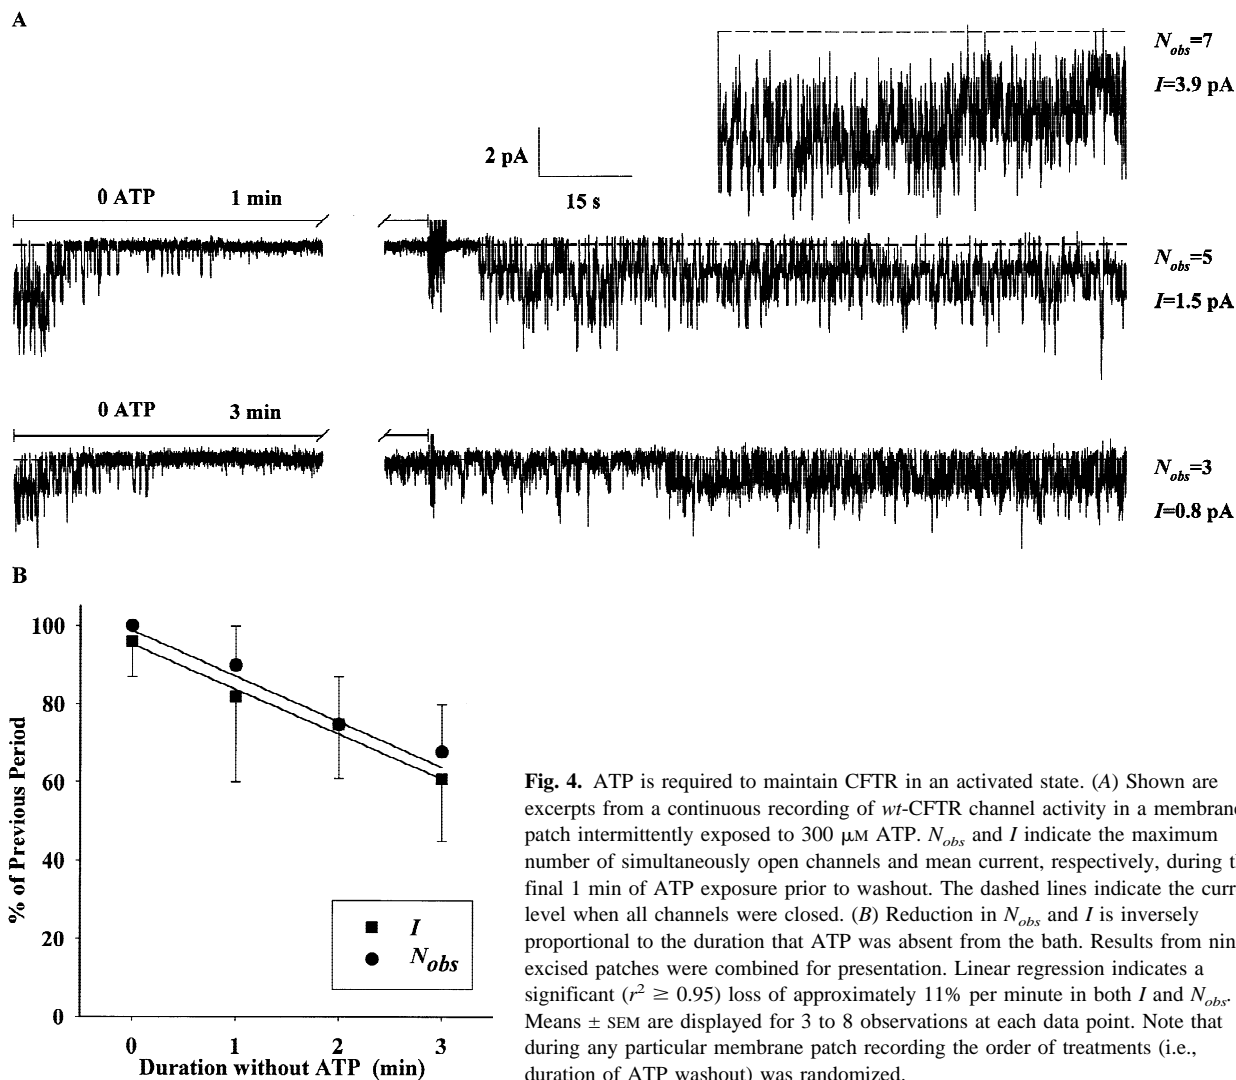 A
N_obs=7
I=3.9 pA
2 pA
15 s
0 ATP 1 min
N_obs=5
I=1.5 pA
0 ATP 3 min
N_obs=3
I=0.8 pA
B
100
80
60
40
20
0
% of Previous Period
I
N_obs
0 1 2 3
Duration without ATP (min)
Fig. 4. ATP is required to maintain CFTR in an activated state. (A) Shown are
excerpts from a continuous recording of wt-CFTR channel activity in a membrane
patch intermittently exposed to 300 μM ATP. N_obs and I indicate the maximum
number of simultaneously open channels and mean current, respectively, during
final 1 min of ATP exposure prior to washout. The dashed lines indicate the
level when all channels were closed. (B) Reduction in N_obs and I is inversely
proportional to the duration that ATP was absent from the bath. Results from
excised patches were combined for presentation. Linear regression indicates a
significant (r² ≥ 0.95) loss of approximately 11% per minute in both I and N_obs.
Means ± SEM are displayed for 3 to 8 observations at each data point. Note that
during any particular membrane patch recording the order of treatments (i.e.,
duration of ATP washout) was randomized.